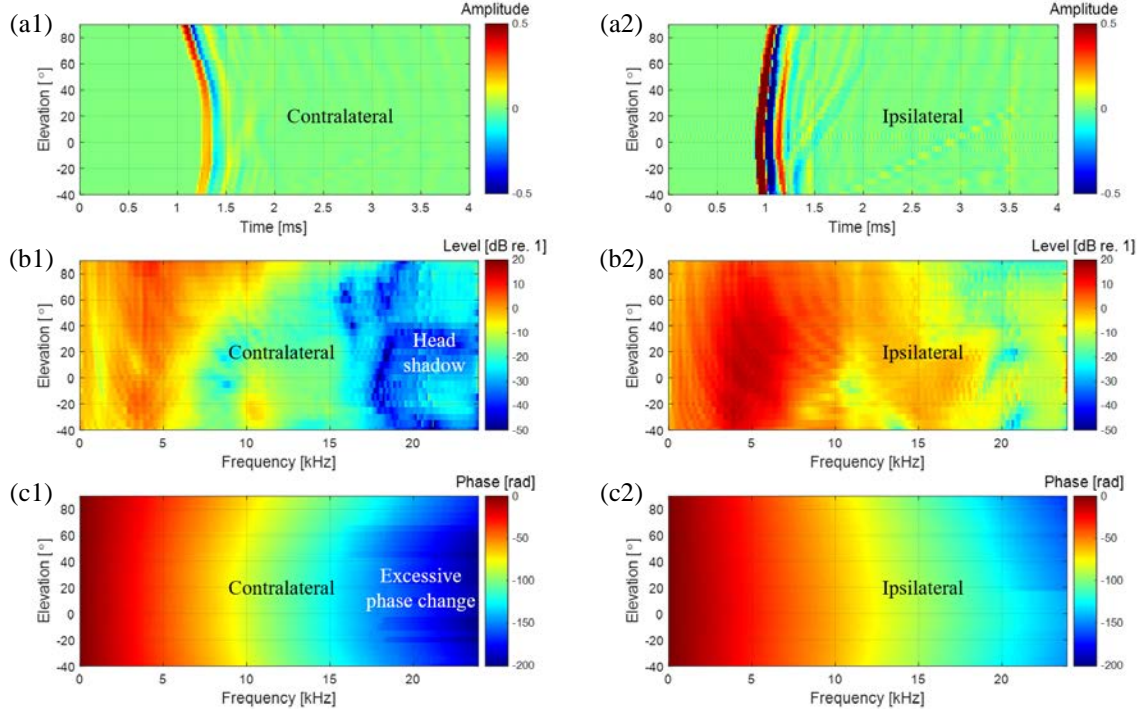 (a1)
Amplitude
Elevation [°]
80
60
40
20
0
-20
-40
Contralateral
0.5
0
-0.5
0 0.5 1 1.5 2 2.5 3 3.5 4
Time [ms]
(a2)
Amplitude
Elevation [°]
80
60
40
20
0
-20
-40
Ipsilateral
0.5
0
-0.5
0 0.5 1 1.5 2 2.5 3 3.5 4
Time [ms]
(b1)
Level [dB re. 1]
Elevation [°]
80
60
40
20
0
-20
-40
Contralateral
Head
shadow
20
10
0
-10
-20
-30
-40
-50
0 5 10 15 20
Frequency [kHz]
(b2)
Level [dB re. 1]
Elevation [°]
80
60
40
20
0
-20
-40
Ipsilateral
20
10
0
-10
-20
-30
-40
-50
0 5 10 15 20
Frequency [kHz]
(c1)
Phase [rad]
Elevation [°]
80
60
40
20
0
-20
-40
Contralateral
Excessive
phase change
0
-50
-100
-150
-200
0 5 10 15 20
Frequency [kHz]
(c2)
Phase [rad]
Elevation [°]
80
60
40
20
0
-20
-40
Ipsilateral
0
-50
-100
-150
-200
0 5 10 15 20
Frequency [kHz]